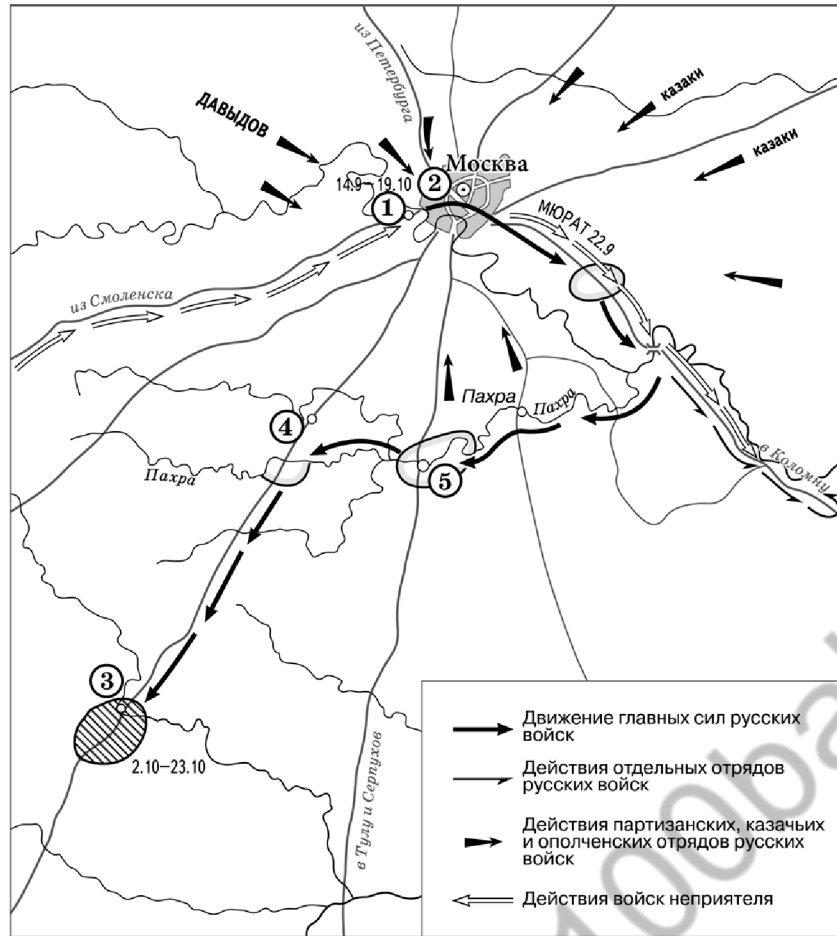 из Петербурга
ДАВЫДОВ
казаки
казаки
Москва
14.9–19.10
2
1
МЮРАТ 22.9
из Смоленска
Пахра
Пахра
4
Пахра
5
в Коломну
3
2.10–23.10
в Тулу и Серпухов
Движение главных сил русских
войск
Действия отдельных отрядов
русских войск
Действия партизанских, казачьих
и ополченских отрядов русских
войск
Действия войск неприятеля